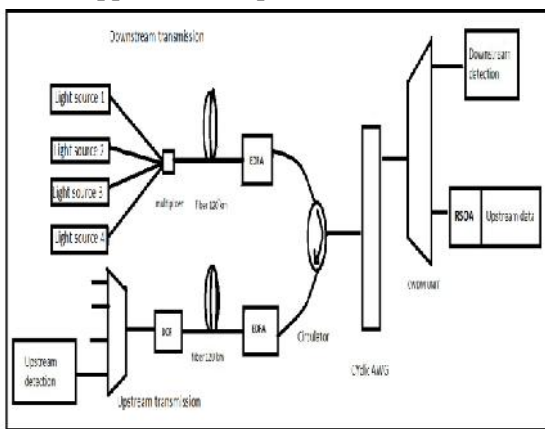 Downstream transmission
Light source 1
Light source 2
Light source 3
Light source 4
multiplzer
fiber 120 km
EDFA
Circulator
Cyclic AWG
CWDM UNIT
Downstream
detection
RSOA
Upstream data
Upstream
detection
DCF
fiber 120 km
EDFA
Upstream transmission